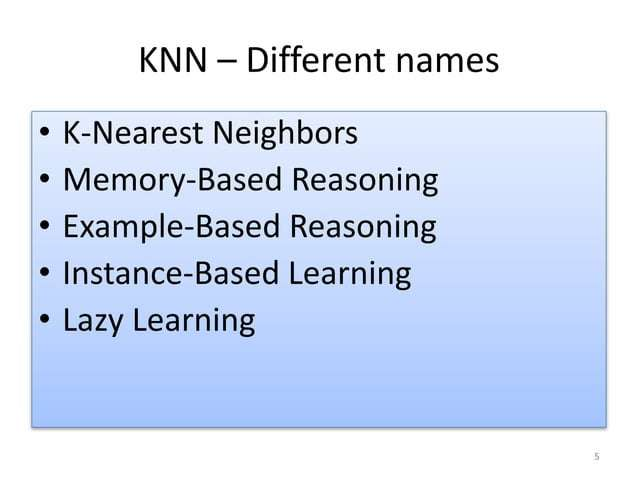 KNN – Different names
• K-Nearest Neighbors
• Memory-Based Reasoning
• Example-Based Reasoning
• Instance-Based Learning
• Lazy Learning
5